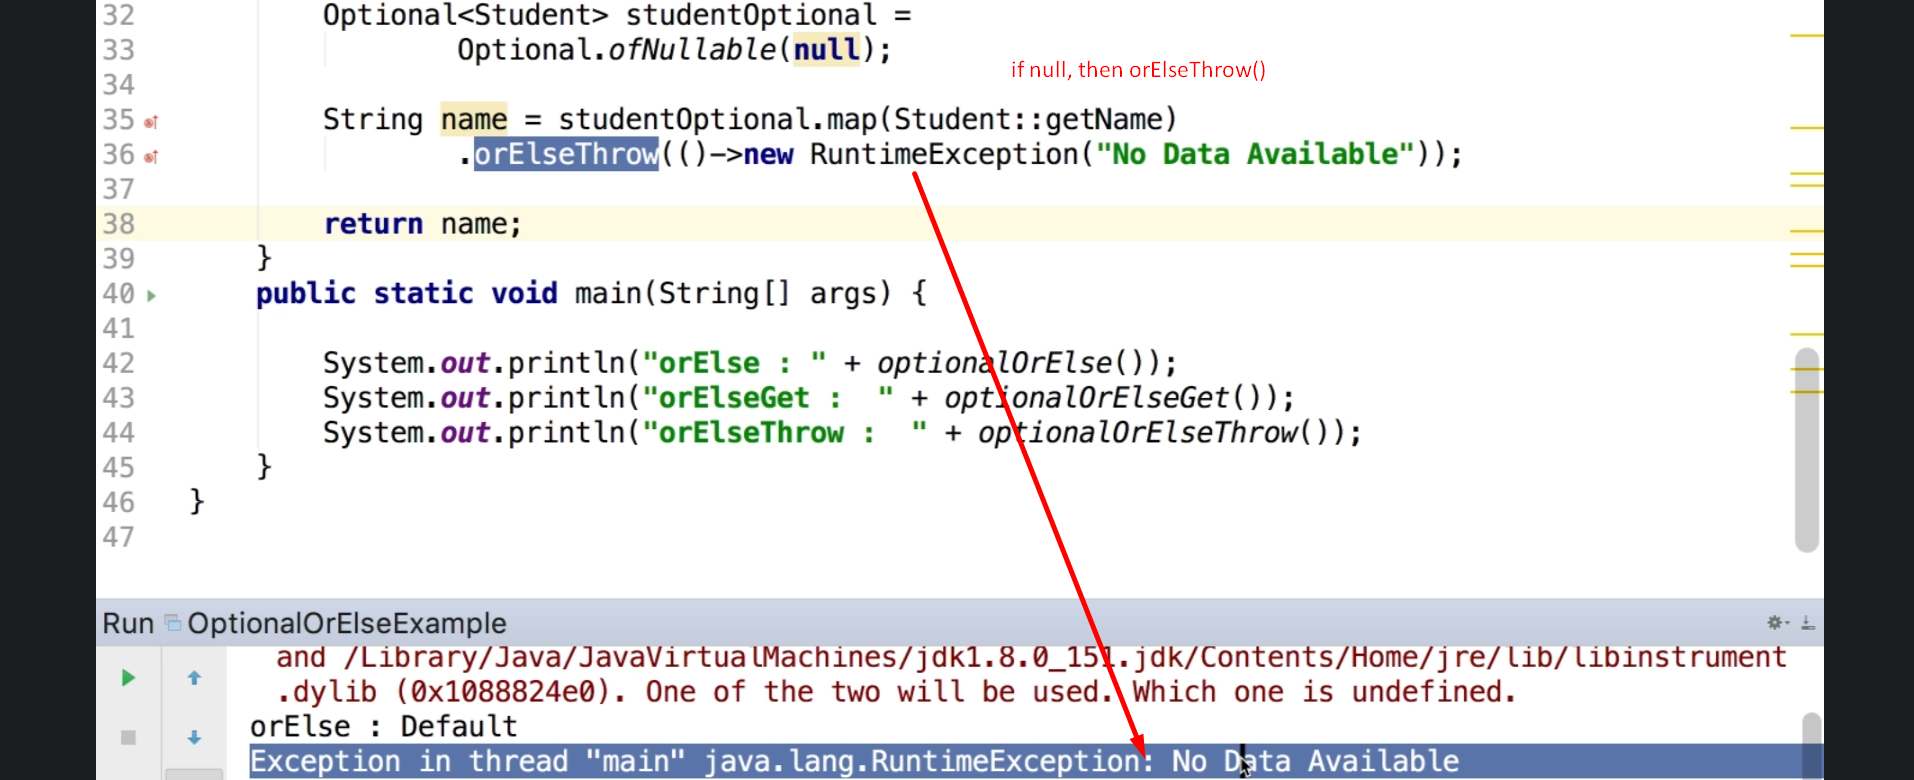 32 Optional<Student> studentOptional =
33 Optional.ofNullable(null);
if null, then orElseThrow()
34
35 String name = studentOptional.map(Student::getName)
36 .orElseThrow(()->new RuntimeException("No Data Available"));
37
38 return name;
39 }
40 public static void main(String[] args) {
41
42 System.out.println("orElse : " + optionalOrElse());
43 System.out.println("orElseGet :  " + optionalOrElseGet());
44 System.out.println("orElseThrow :  " + optionalOrElseThrow());
45 }
46 }
47
Run OptionalOrElseExample
and /Library/Java/JavaVirtualMachines/jdk1.8.0_151.jdk/Contents/Home/jre/lib/libinstrument
.dylib (0x1088824e0). One of the two will be used. Which one is undefined.
orElse : Default
Exception in thread "main" java.lang.RuntimeException: No Data Available